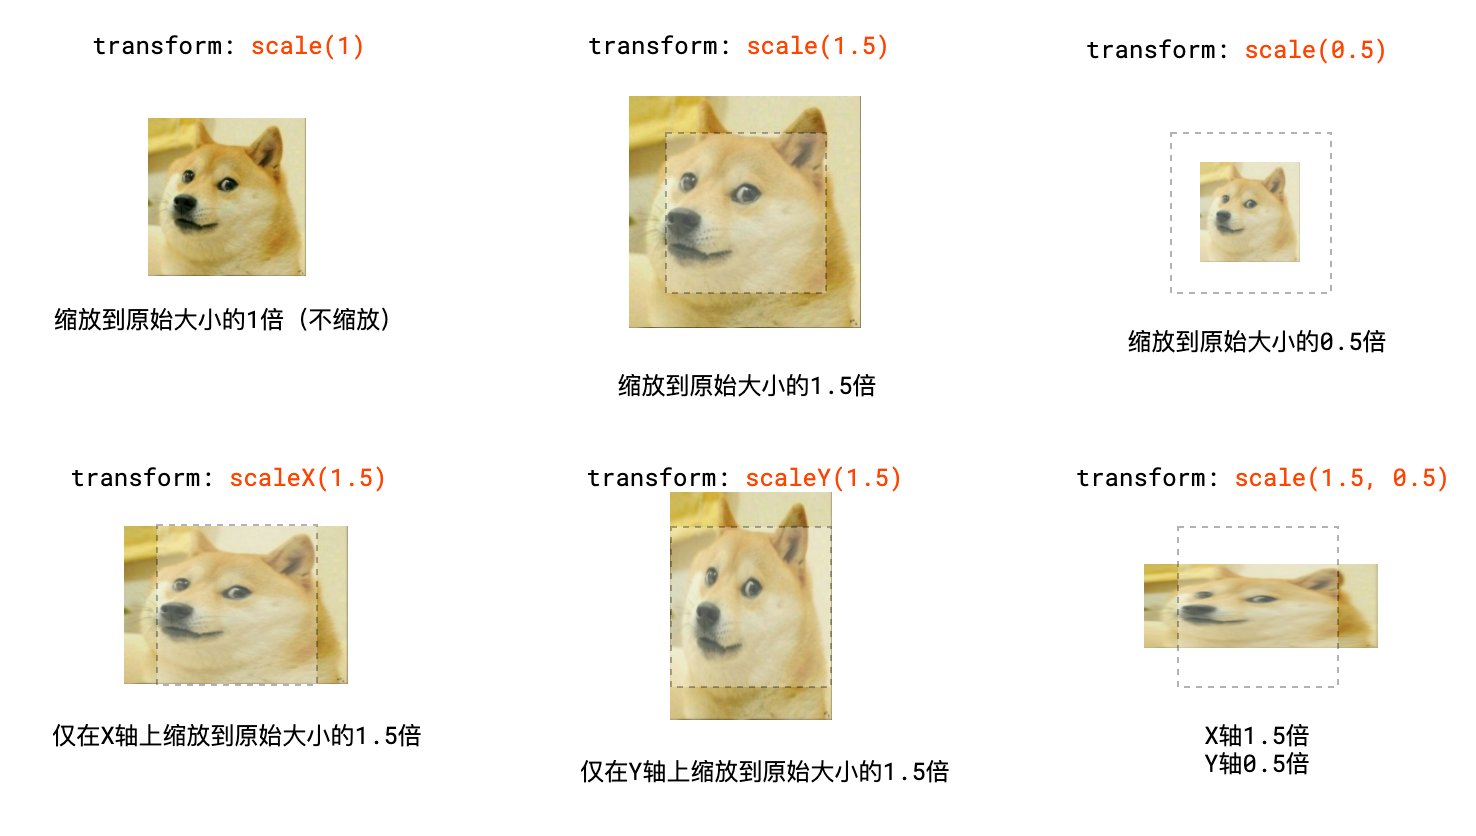 transform: scale(1)
transform: scale(1.5)
transform: scale(0.5)
缩放到原始大小的1倍（不缩放）
缩放到原始大小的1.5倍
缩放到原始大小的0.5倍
transform: scaleX(1.5)
transform: scaleY(1.5)
transform: scale(1.5, 0.5)
仅在X轴上缩放到原始大小的1.5倍
仅在Y轴上缩放到原始大小的1.5倍
X轴1.5倍
Y轴0.5倍